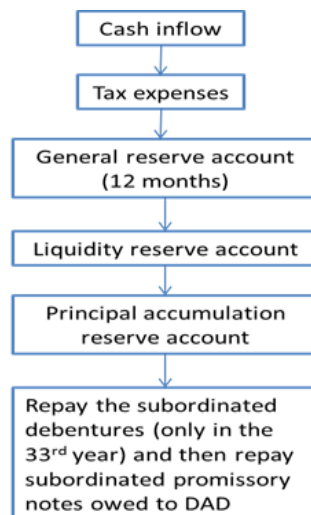 Cash inflow
Tax expenses
General reserve account
(12 months)
Liquidity reserve account
Principal accumulation
reserve account
Repay the subordinated
debentures (only in the
33rd year) and then repay
subordinated promissory
notes owed to DAD